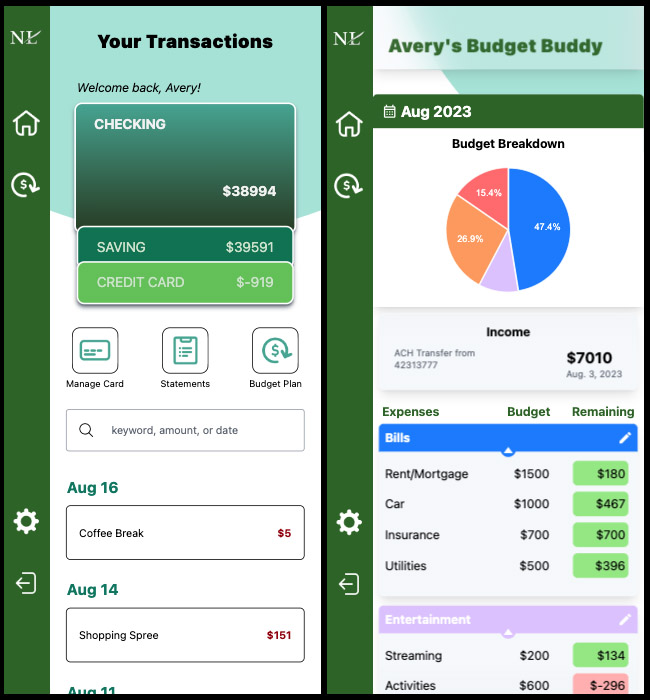 NL
Your Transactions
Welcome back, Avery!
CHECKING
$38994
SAVING $39591
CREDIT CARD $-919
Manage Card Statements Budget Plan
keyword, amount, or date
Aug 16
Coffee Break $5
Aug 14
Shopping Spree $151
Aug 11
NL
Avery's Budget Buddy
Aug 2023
Budget Breakdown
15.4%
47.4%
26.9%
Income
ACH Transfer from
42313777
$7010
Aug. 3, 2023
Expenses Budget Remaining
Bills
Rent/Mortgage $1500 $180
Car $1000 $467
Insurance $700 $700
Utilities $500 $396
Entertainment
Streaming $200 $134
Activities $600 $-296